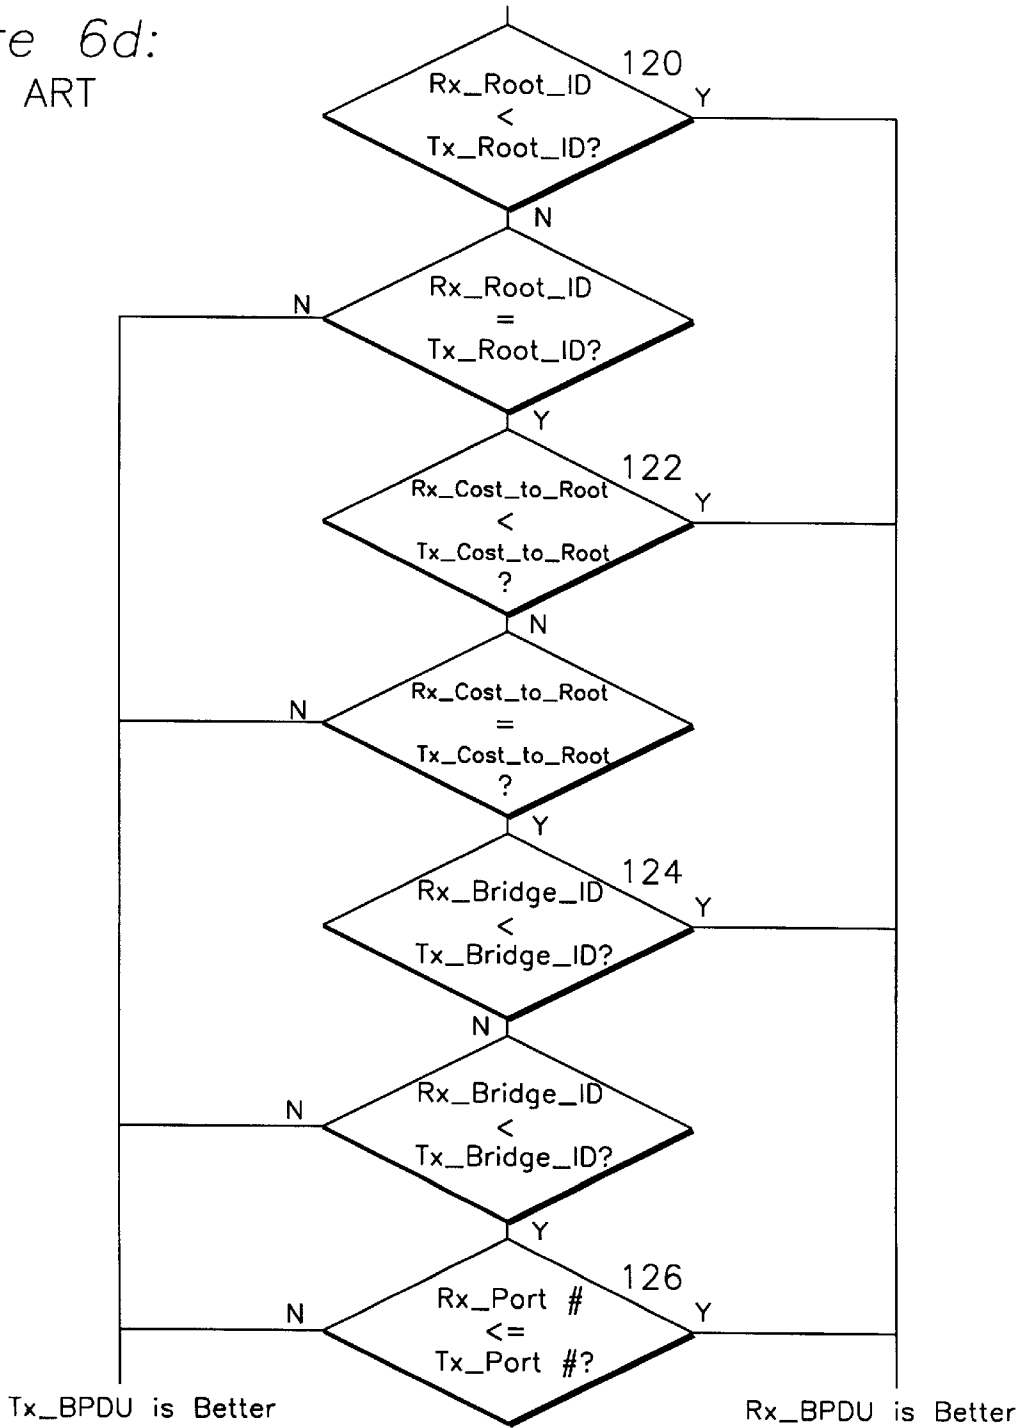 6d:
ART
120
Rx_Root_ID
<
Tx_Root_ID?
Y
N
Rx_Root_ID
=
Tx_Root_ID?
N
Y
122
Rx_Cost_to_Root
<
Tx_Cost_to_Root
?
Y
N
Rx_Cost_to_Root
=
Tx_Cost_to_Root
?
N
Y
124
Rx_Bridge_ID
<
Tx_Bridge_ID?
Y
N
Rx_Bridge_ID
<
Tx_Bridge_ID?
N
Y
126
Rx_Port #
<=
Tx_Port #?
N
Y
Tx_BPDU is Better
Rx_BPDU is Better